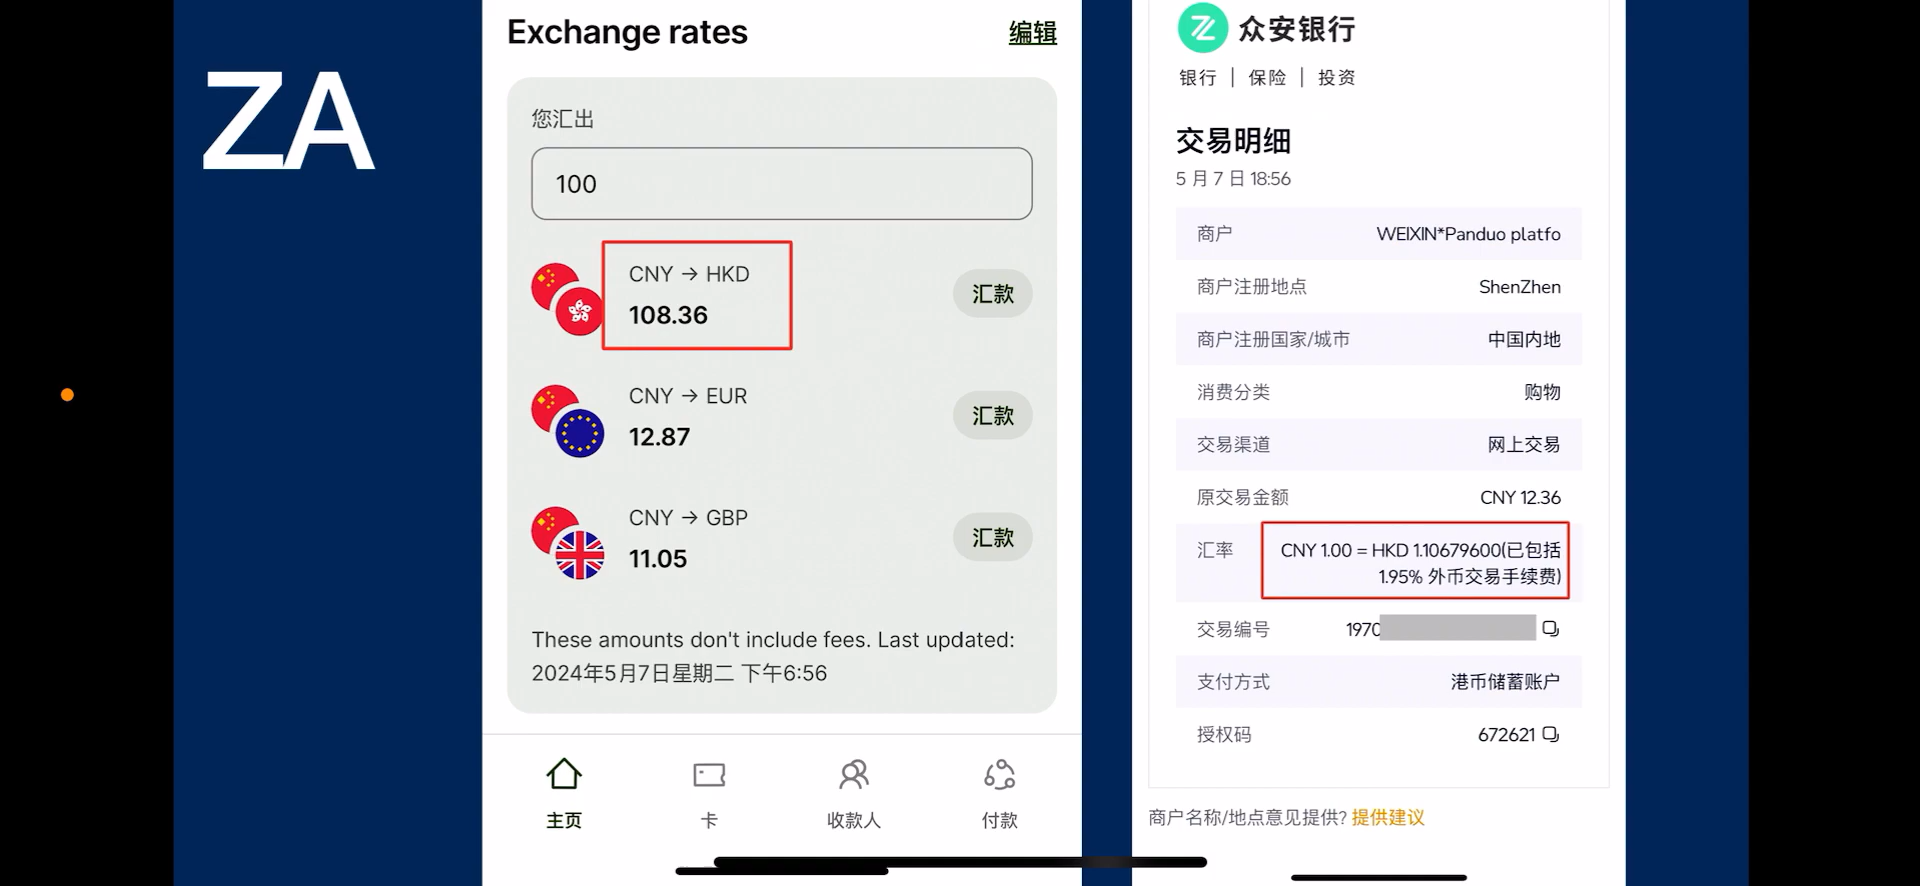 ZA
Exchange rates
编辑
您汇出
100
CNY → HKD
108.36
汇款
CNY → EUR
12.87
汇款
CNY → GBP
11.05
汇款
These amounts don't include fees. Last updated:
2024年5月7日星期二 下午6:56
主页
卡
收款人
付款
众安银行
银行 | 保险 | 投资
交易明细
5 月 7 日 18:56
商户 WEIXIN*Panduo platfo
商户注册地点 ShenZhen
商户注册国家/城市 中国内地
消费分类 购物
交易渠道 网上交易
原交易金额 CNY 12.36
汇率 CNY 1.00 = HKD 1.10679600(已包括
1.95% 外币交易手续费)
交易编号 1970
支付方式 港币储蓄账户
授权码 672621
商户名称/地点意见提供? 提供建议